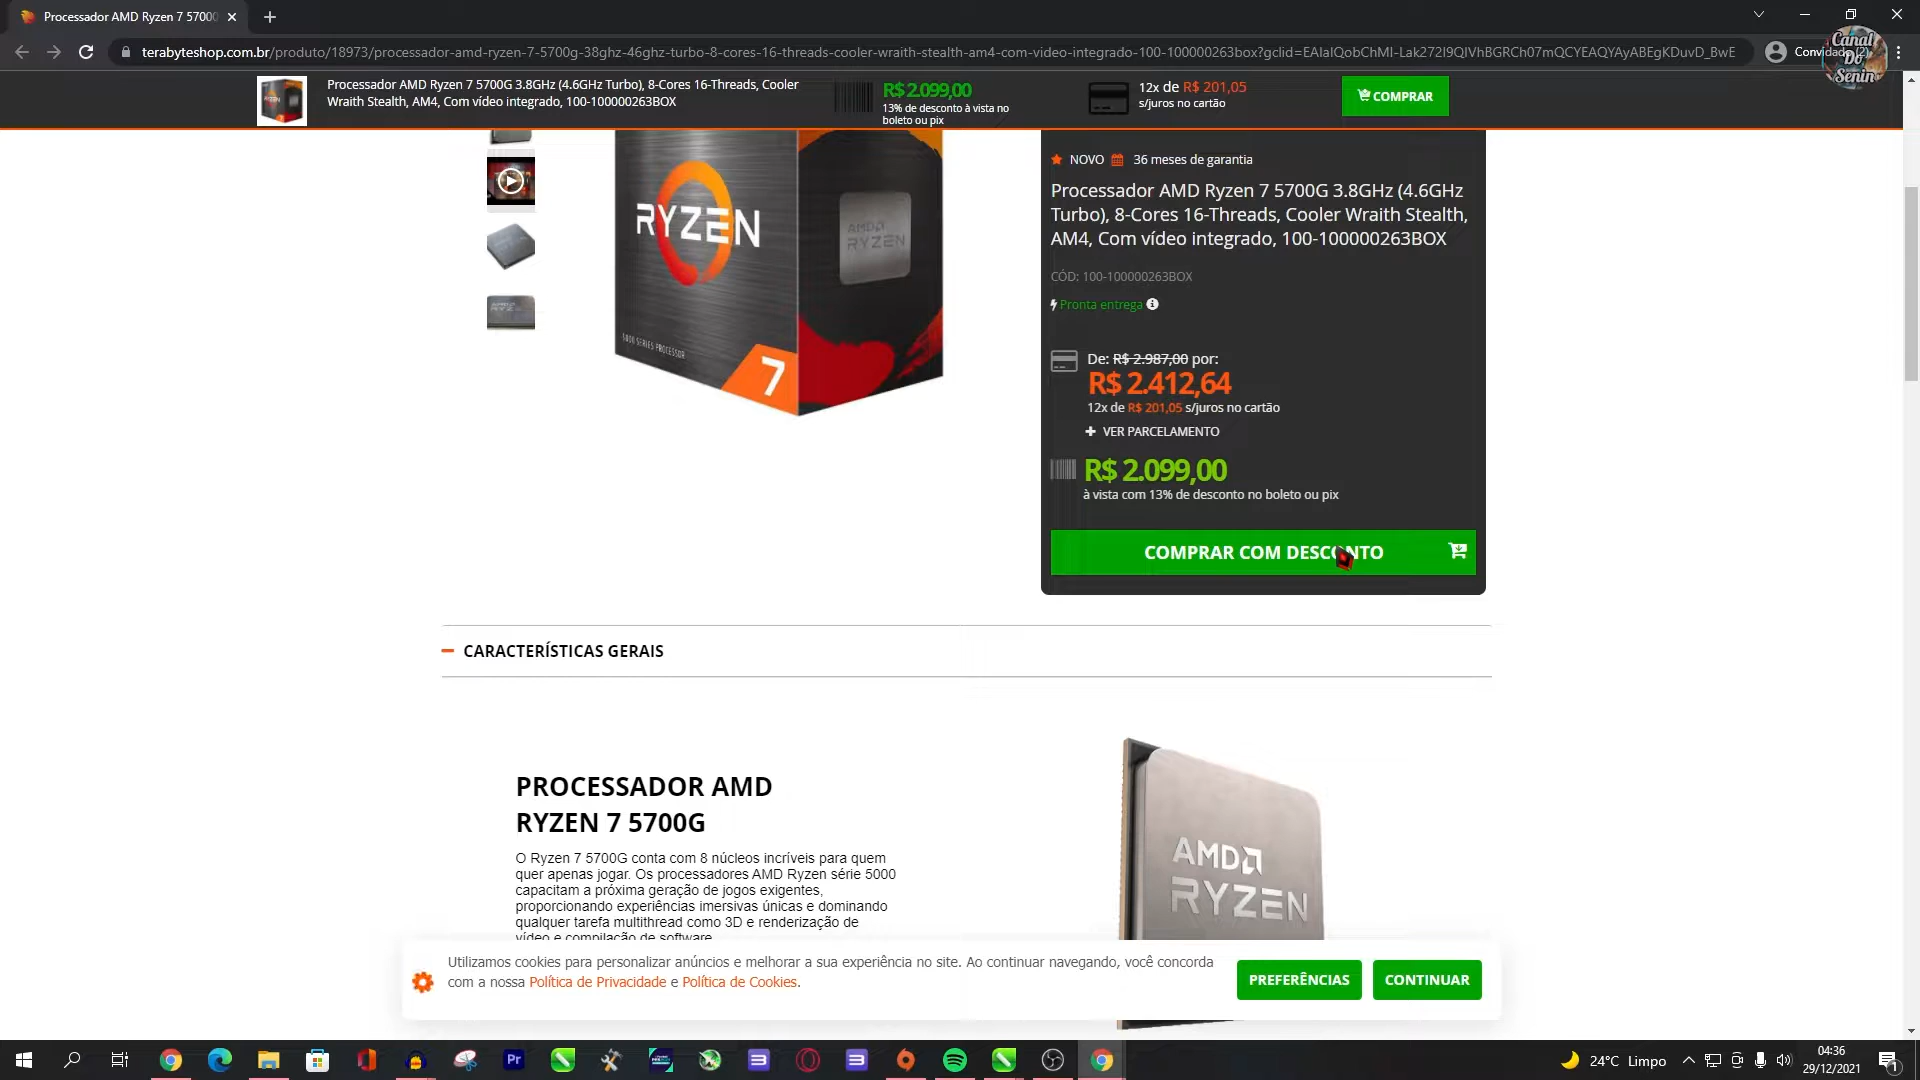 Processador AMD Ryzen 7 5700
terabyteshop.com.br/produto/18973/processador-amd-ryzen-7-5700g-38ghz-46ghz-turbo-8-cores-16-threads-cooler-wraith-stealth-am4-com-video-integrado-100-100000263box?gclid=EAIaIQobChMI-Lak272I9QIVhBGRCh07mQCYEAQYAyABEgKDuvD_BwE
Convidado (2)
Canal
Do
Senin
Processador AMD Ryzen 7 5700G 3.8GHz (4.6GHz Turbo), 8-Cores 16-Threads, Cooler
Wraith Stealth, AM4, Com vídeo integrado, 100-100000263BOX
R$ 2.099,00
13% de desconto à vista no
boleto ou pix
12x de R$ 201,05
s/juros no cartão
COMPRAR
NOVO 36 meses de garantia
Processador AMD Ryzen 7 5700G 3.8GHz (4.6GHz
Turbo), 8-Cores 16-Threads, Cooler Wraith Stealth,
AM4, Com vídeo integrado, 100-100000263BOX
CÓD: 100-100000263BOX
Pronta entrega
De: R$ 2.987,00 por:
R$ 2.412,64
12x de R$ 201,05 s/juros no cartão
VER PARCELAMENTO
R$ 2.099,00
à vista com 13% de desconto no boleto ou pix
COMPRAR COM DESCONTO
RYZEN
5000 SERIES PROCESSOR
7
AMD
RYZEN
CARACTERÍSTICAS GERAIS
PROCESSADOR AMD
RYZEN 7 5700G
O Ryzen 7 5700G conta com 8 núcleos incríveis para quem
quer apenas jogar. Os processadores AMD Ryzen série 5000
capacitam a próxima geração de jogos exigentes,
proporcionando experiências imersivas únicas e dominando
qualquer tarefa multithread como 3D e renderização de
vídeo e compilação de software
AMD
RYZEN
Utilizamos cookies para personalizar anúncios e melhorar a sua experiência no site. Ao continuar navegando, você concorda
com a nossa Política de Privacidade e Política de Cookies.
PREFERÊNCIAS
CONTINUAR
Pr
24°C Limpo
04:36
29/12/2021
1